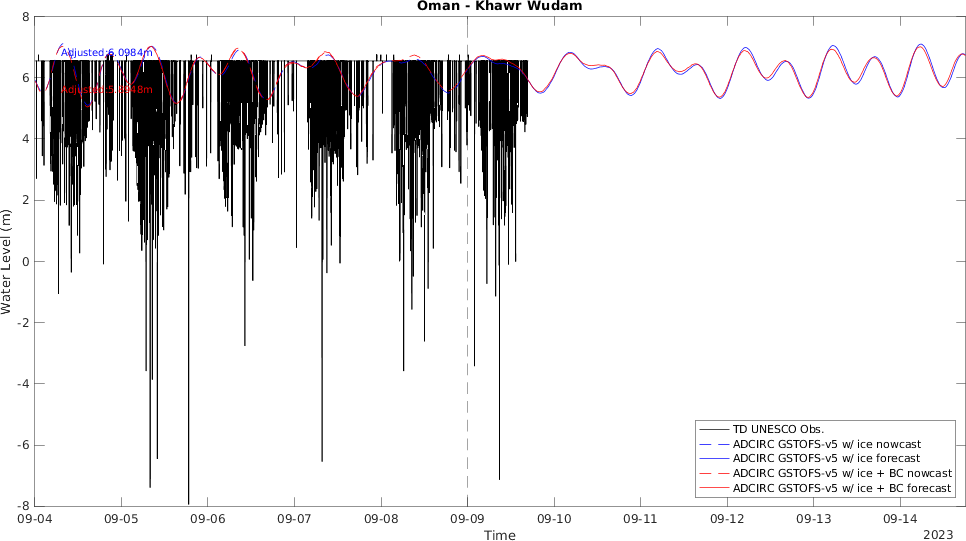 Oman - Khawr Wudam
8
6
4
2
0
-2
-4
-6
-8
Water Level (m)
Adjusted:6.0984m
TD UNESCO Obs.
ADCIRC GSTOFS-v5 w/ ice nowcast
ADCIRC GSTOFS-v5 w/ ice forecast
ADCIRC GSTOFS-v5 w/ ice + BC nowcast
ADCIRC GSTOFS-v5 w/ ice + BC forecast
09-04 09-05 09-06 09-07 09-08 09-09 09-10 09-11 09-12 09-13 09-14
Time
2023